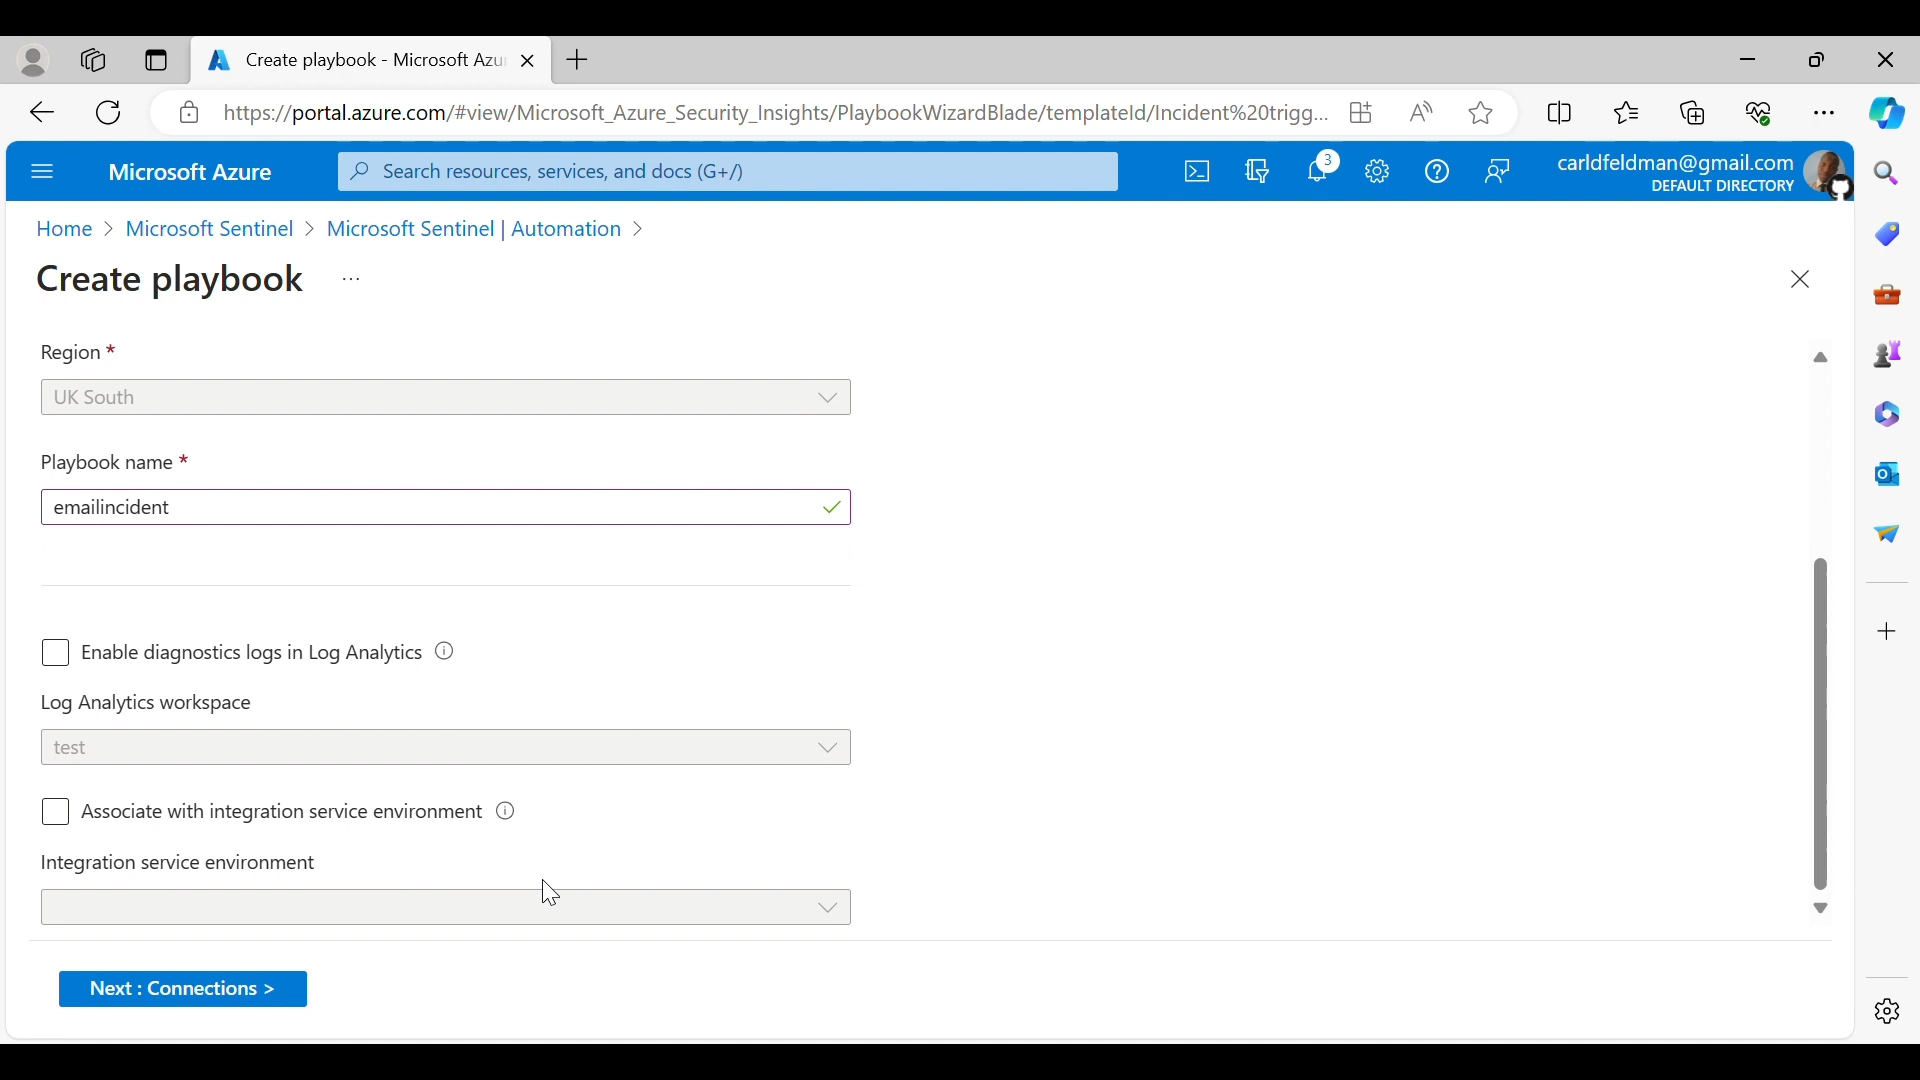 Create playbook - Microsoft Azu
https://portal.azure.com/#view/Microsoft_Azure_Security_Insights/PlaybookWizardBlade/templateId/Incident%20trigg...
Microsoft Azure
Search resources, services, and docs (G+/)
3
carldfeldman@gmail.com
DEFAULT DIRECTORY
Home > Microsoft Sentinel > Microsoft Sentinel | Automation >
Create playbook ...
Region *
UK South
Playbook name *
emailincident
Enable diagnostics logs in Log Analytics
Log Analytics workspace
test
Associate with integration service environment
Integration service environment
Next : Connections >